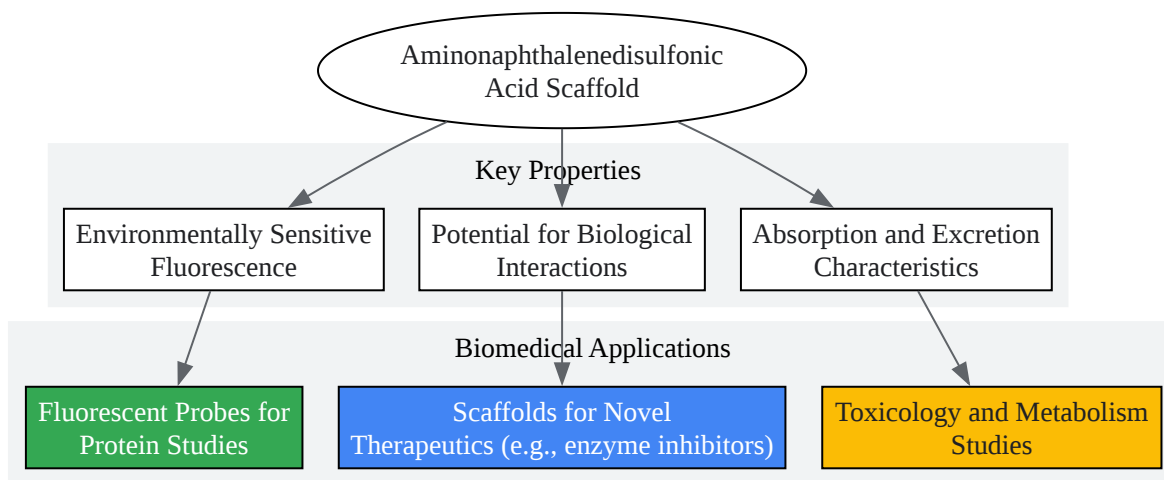 Aminonaphthalenedisulfonic
Acid Scaffold
Key Properties
Environmentally Sensitive
Fluorescence
Potential for Biological
Interactions
Absorption and Excretion
Characteristics
Biomedical Applications
Fluorescent Probes for
Protein Studies
Scaffolds for Novel
Therapeutics (e.g., enzyme inhibitors)
Toxicology and Metabolism
Studies